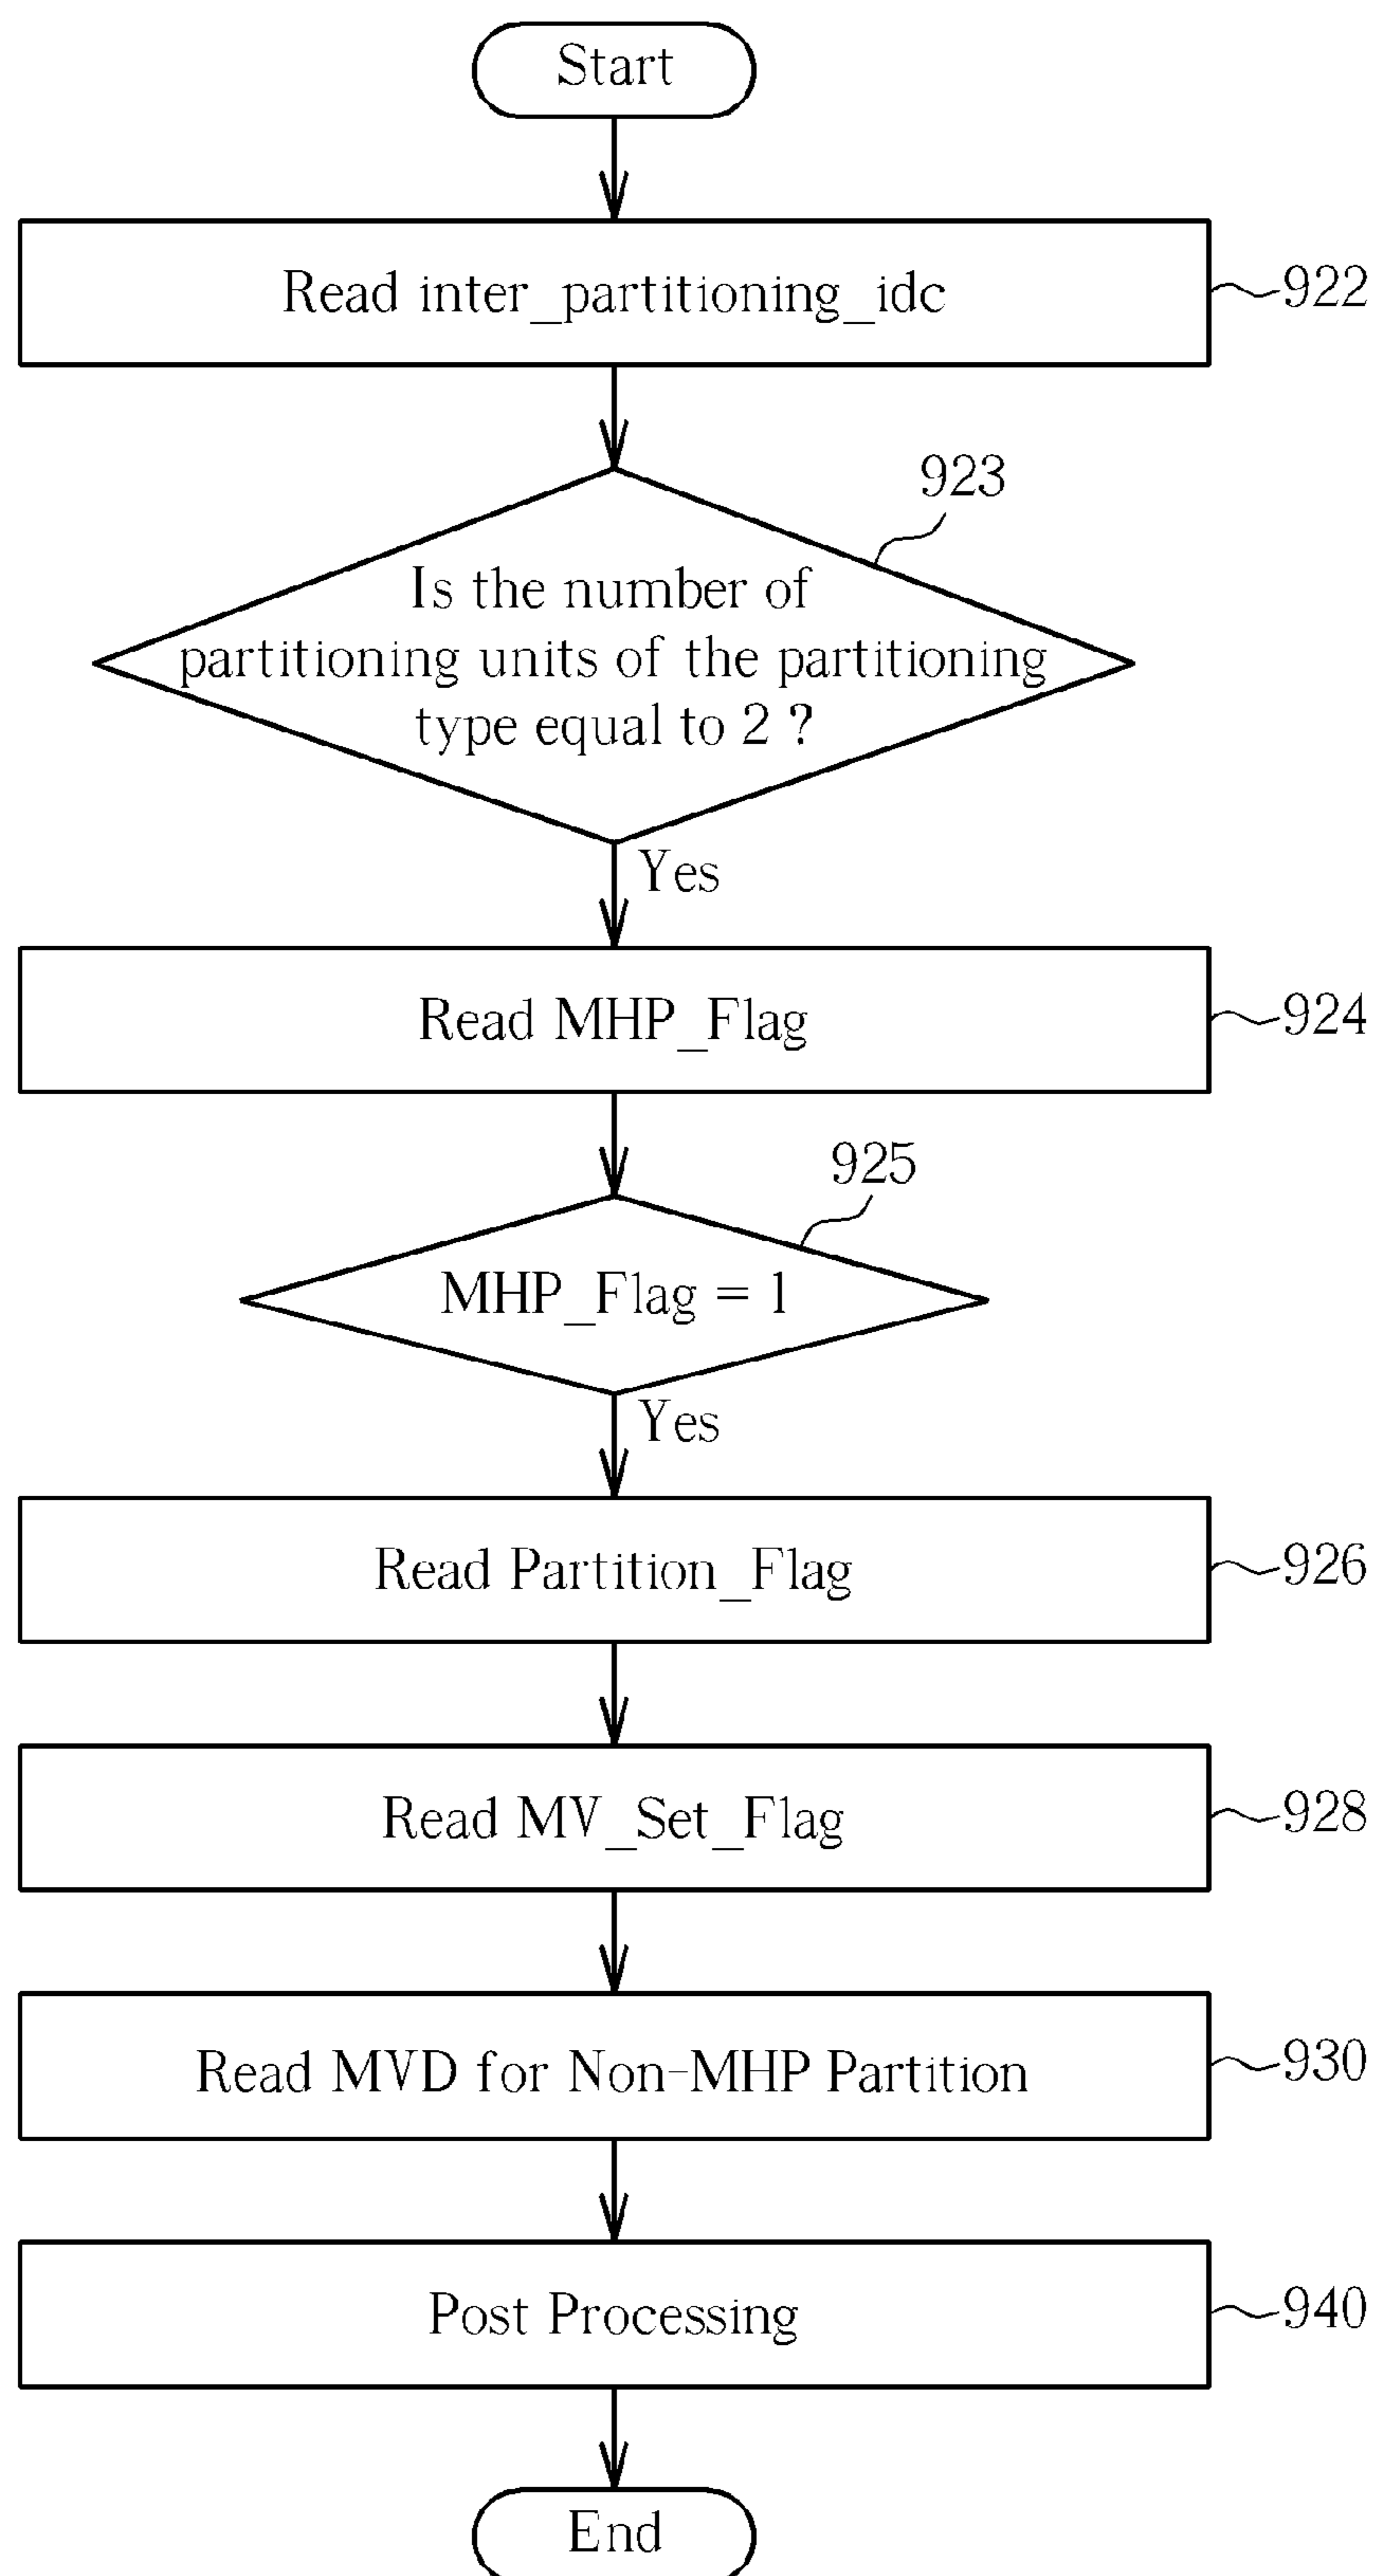 Start
Read inter_partitioning_idc
922
923
Is the number of
partitioning units of the partitioning
type equal to 2 ?
Yes
Read MHP_Flag
924
925
MHP_Flag = 1
Yes
Read Partition_Flag
926
Read MV_Set_Flag
928
Read MVD for Non-MHP Partition
930
Post Processing
940
End